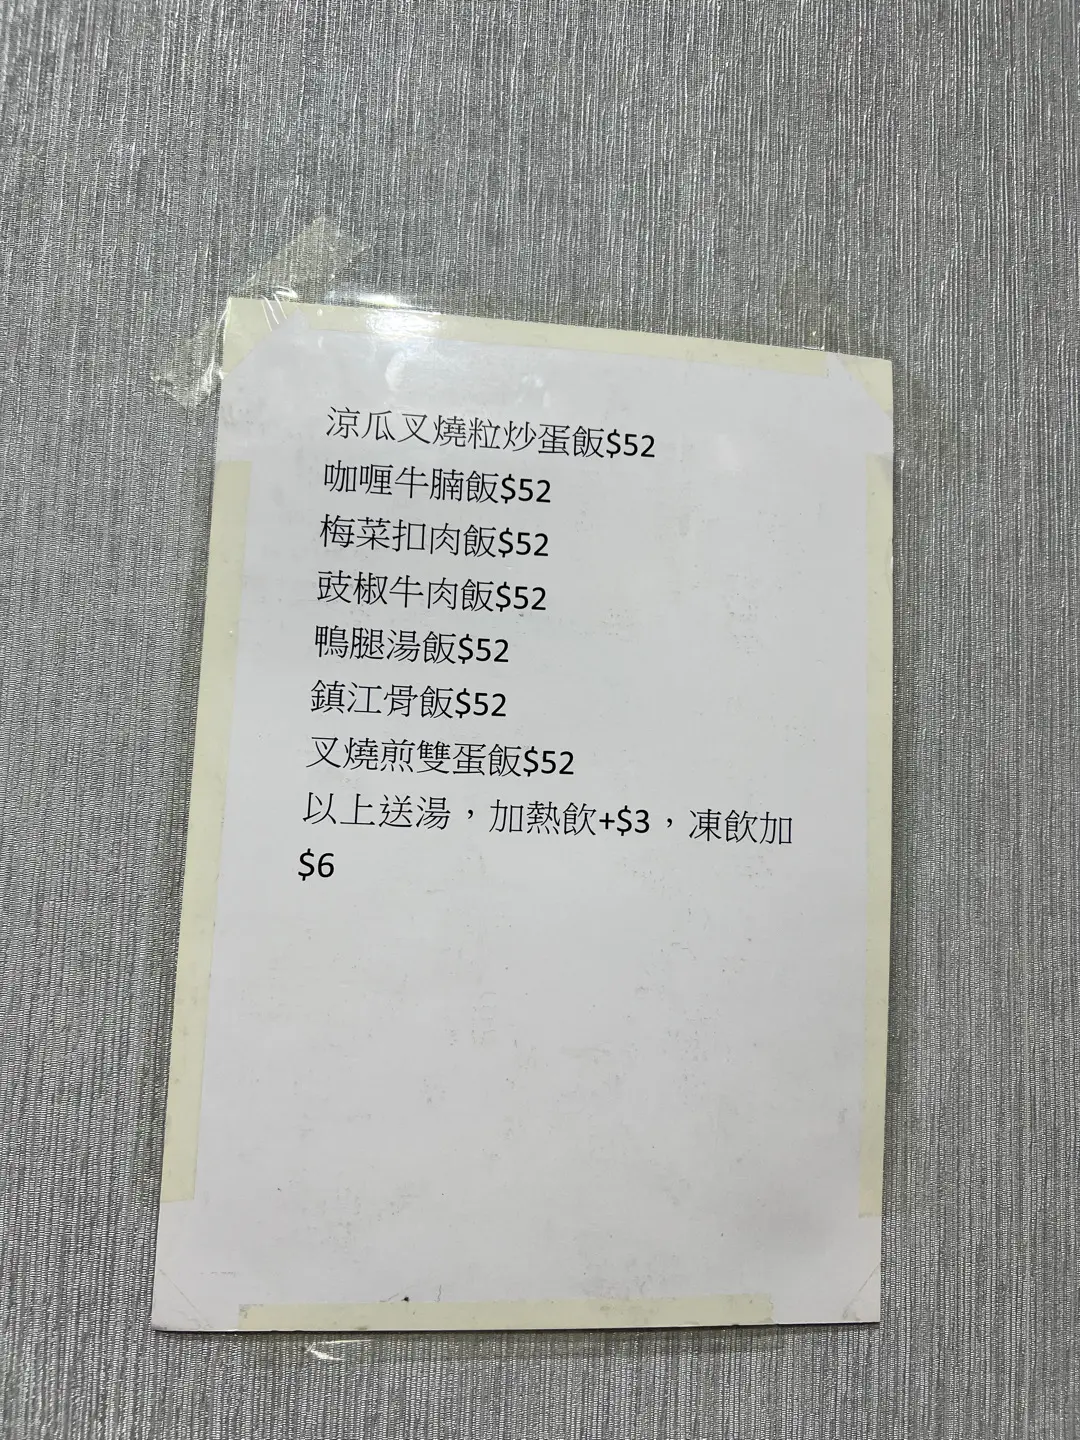 涼瓜叉燒粒炒蛋飯$52
咖喱牛腩飯$52
梅菜扣肉飯$52
豉椒牛肉飯$52
鴨腿湯飯$52
鎮江骨飯$52
叉燒煎雙蛋飯$52
以上送湯，加熱飲+$3，凍飲加
$6